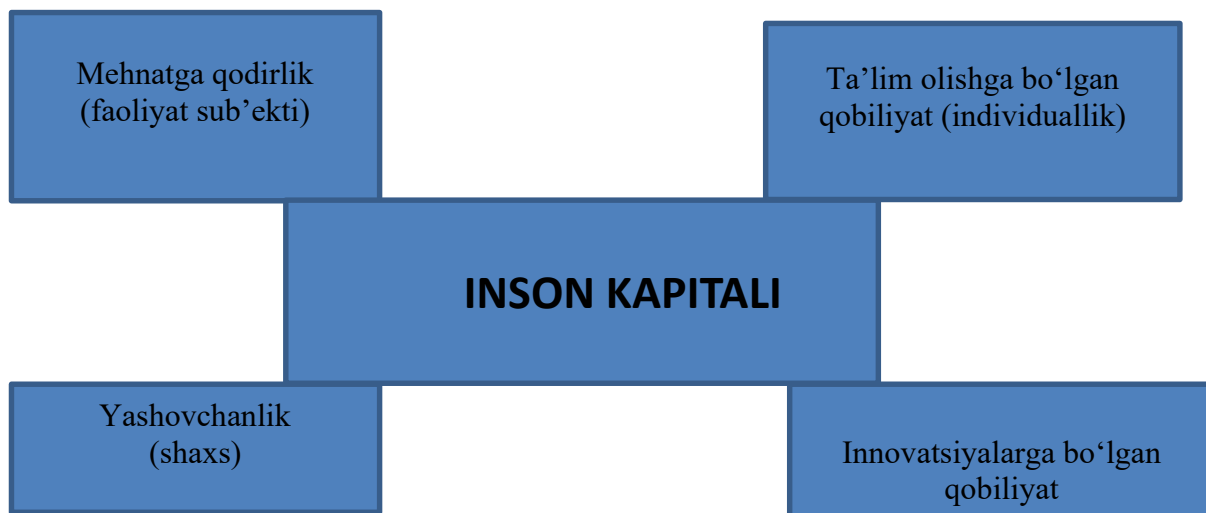 Mehnatga qodirlik
(faoliyat sub’ekti)
Ta’lim olishga bo‘lgan
qobiliyat (individuallik)
INSON KAPITALI
Yashovchanlik
(shaxs)
Innovatsiyalarga bo‘lgan
qobiliyat